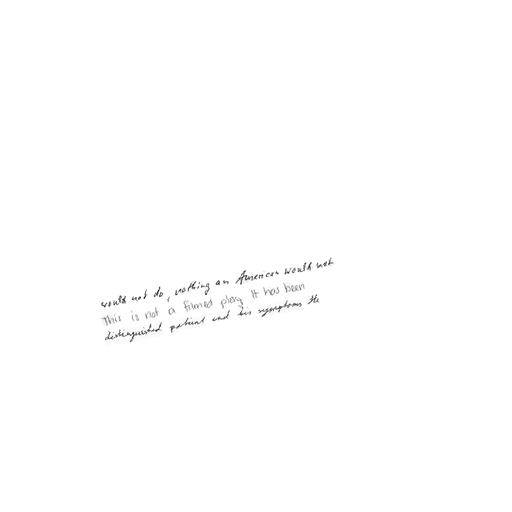 would not do, nothing an American would not
This is not a filmed play. It has been
distinguished patient and his symptoms the